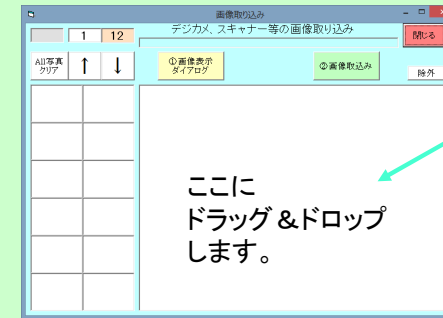 画像取り込み
1 12
デジカメ、スキャナー等の画像取り込み
閉じる
All写真
クリア
↑ ↓
①画像表示
ダイアログ
②画像取込み
除外
ここに
ドラッグ&ドロップ
します。